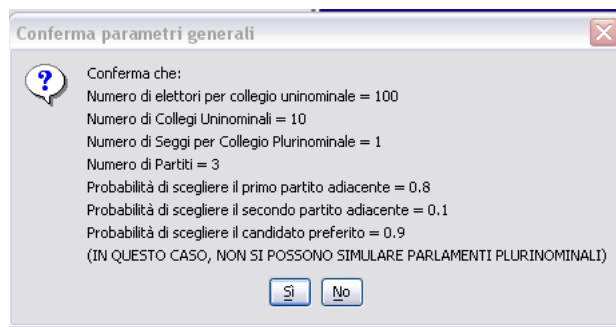 Conferma parametri generali
Conferma che:
Numero di elettori per collegio uninominale = 100
Numero di Collegi Uninominali = 10
Numero di Seggi per Collegio Plurinominale = 1
Numero di Partiti = 3
Probabilità di scegliere il primo partito adiacente = 0.8
Probabilità di scegliere il secondo partito adiacente = 0.1
Probabilità di scegliere il candidato preferito = 0.9
(IN QUESTO CASO, NON SI POSSONO SIMULARE PARLAMENTI PLURINOMINALI)
Sì No